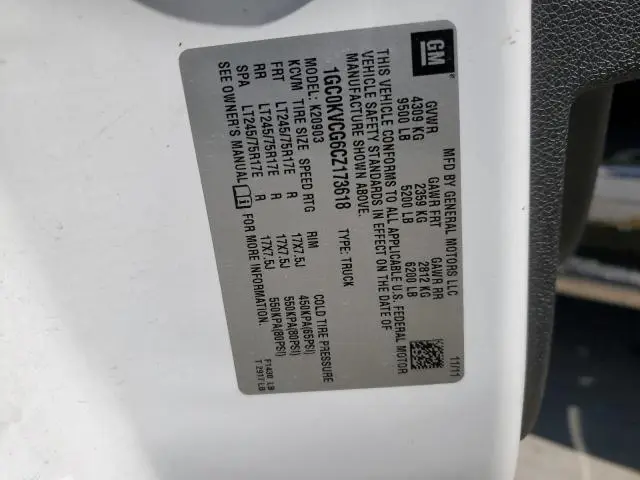 GM
MFD BY GENERAL MOTORS LLC 11/11
GVWR GAWR FRT GAWR RR
4309 KG 2359 KG 2812 KG
9500 LB 5200 LB 6200 LB
THIS VEHICLE CONFORMS TO ALL APPLICABLE U.S. FEDERAL MOTOR
VEHICLE SAFETY STANDARDS IN EFFECT ON THE DATE OF
MANUFACTURE SHOWN ABOVE.
1GC0KVCG6CZ173618 TYPE: TRUCK
MODEL: K20903
KCVM TIRE SIZE SPEED RTG RIM COLD TIRE PRESSURE
FRT LT245/75R17E R 17X7.5J 450KPA(65PSI)
RR LT245/75R17E R 17X7.5J 550KPA(80PSI)
SPA LT245/75R17E R 17X7.5J 550KPA(80PSI)
SEE OWNER'S MANUAL FOR MORE INFORMATION.
F1430 LB
T 2917 LB